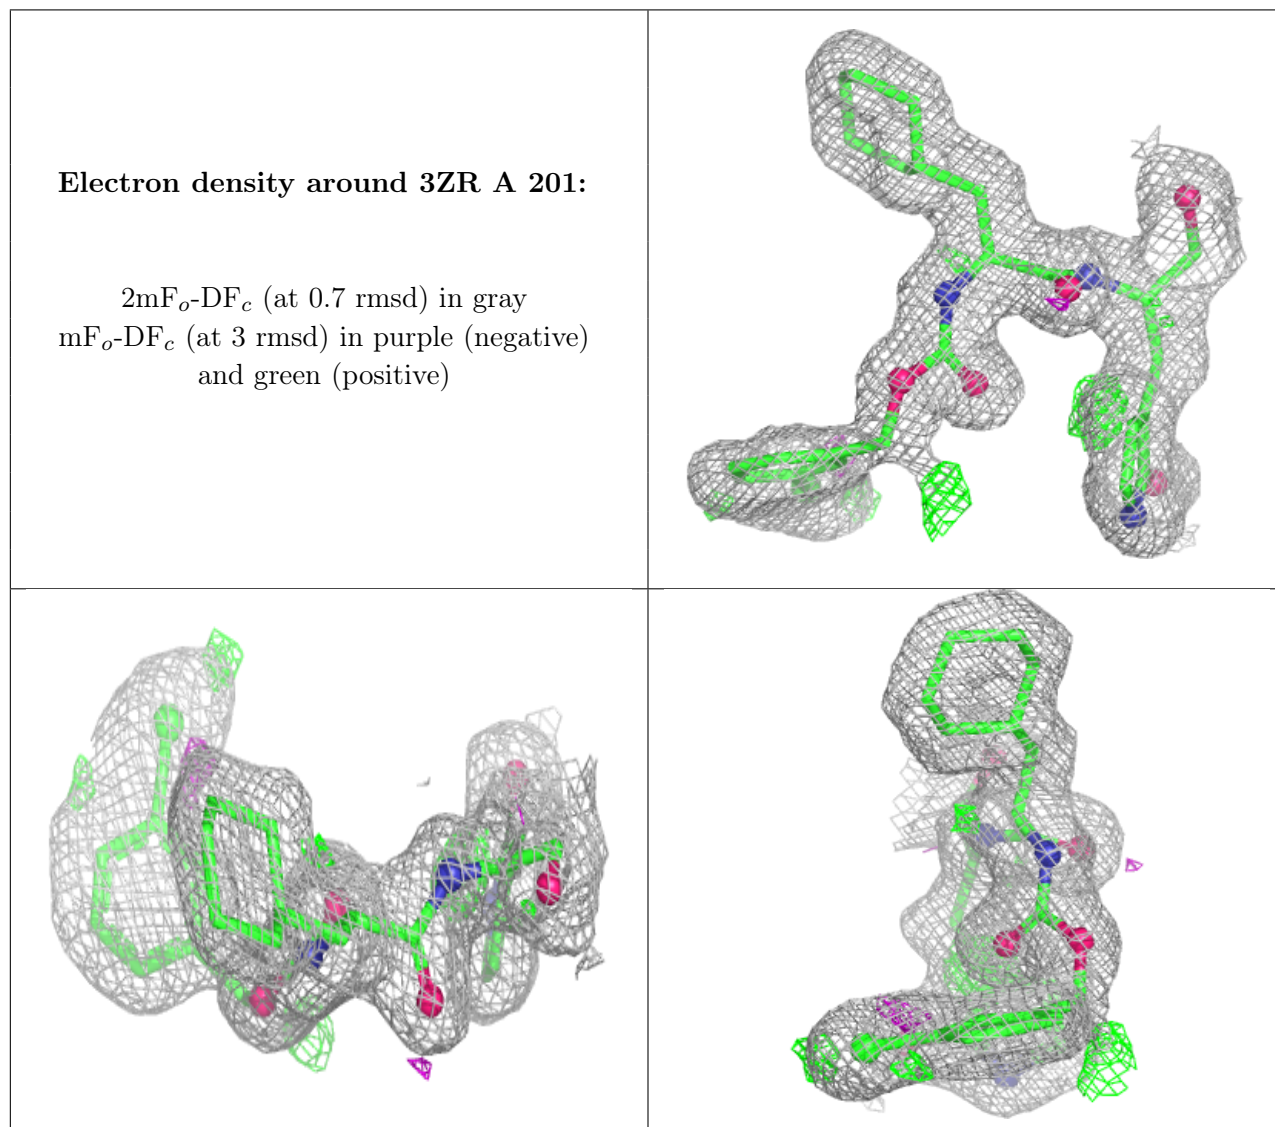 Electron density around 3ZR A 201:
2mFo-DFc (at 0.7 rmsd) in gray
mFo-DFc (at 3 rmsd) in purple (negative)
and green (positive)